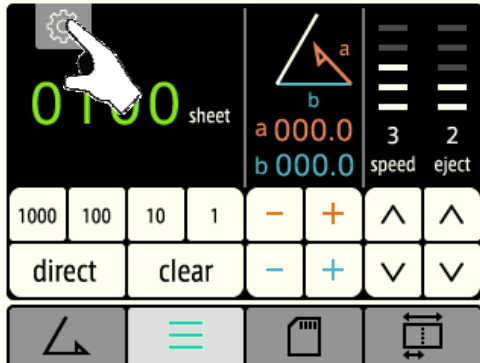 a
0100 sheet
b
a 000.0
b 000.0
3 2
speed eject
1000 100 10 1 − + ∧ ∧
direct clear − + ∨ ∨